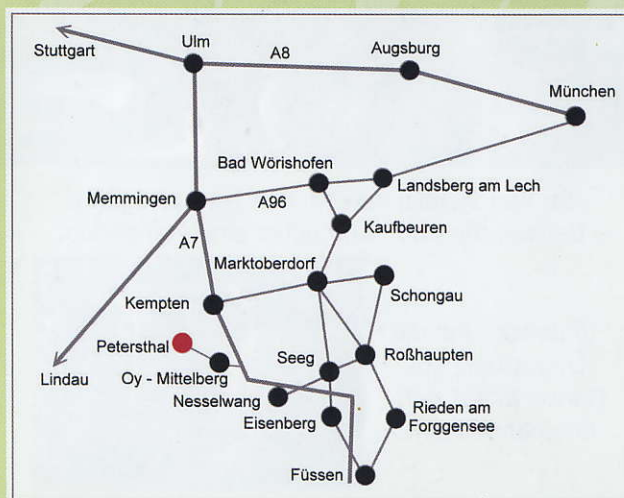 Stuttgart
Ulm
A8
Augsburg
München
Bad Wörishofen
Landsberg am Lech
Memmingen
A96
Kaufbeuren
A7
Marktoberdorf
Schongau
Kempten
Petersthal
Seeg
Roßhaupten
Lindau
Oy - Mittelberg
Nesselwang
Eisenberg
Rieden am
Forggensee
Füssen